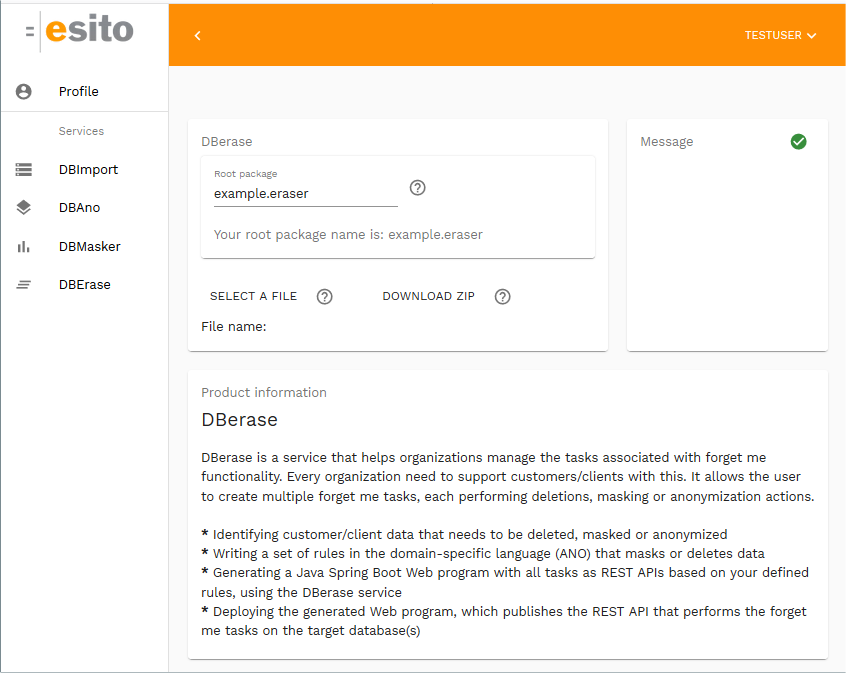 esito
TESTUSER
Profile
Services
DBImport
DBAno
DBMasker
DBErase
DBerase
Root package
example.eraser
Your root package name is: example.eraser
SELECT A FILE
DOWNLOAD ZIP
File name:
Message
Product information
DBerase
DBerase is a service that helps organizations manage the tasks associated with forget me
functionality. Every organization need to support customers/clients with this. It allows the user
to create multiple forget me tasks, each performing deletions, masking or anonymization actions.
* Identifying customer/client data that needs to be deleted, masked or anonymized
* Writing a set of rules in the domain-specific language (ANO) that masks or deletes data
* Generating a Java Spring Boot Web program with all tasks as REST APIs based on your defined
rules, using the DBerase service
* Deploying the generated Web program, which publishes the REST API that performs the forget
me tasks on the target database(s)